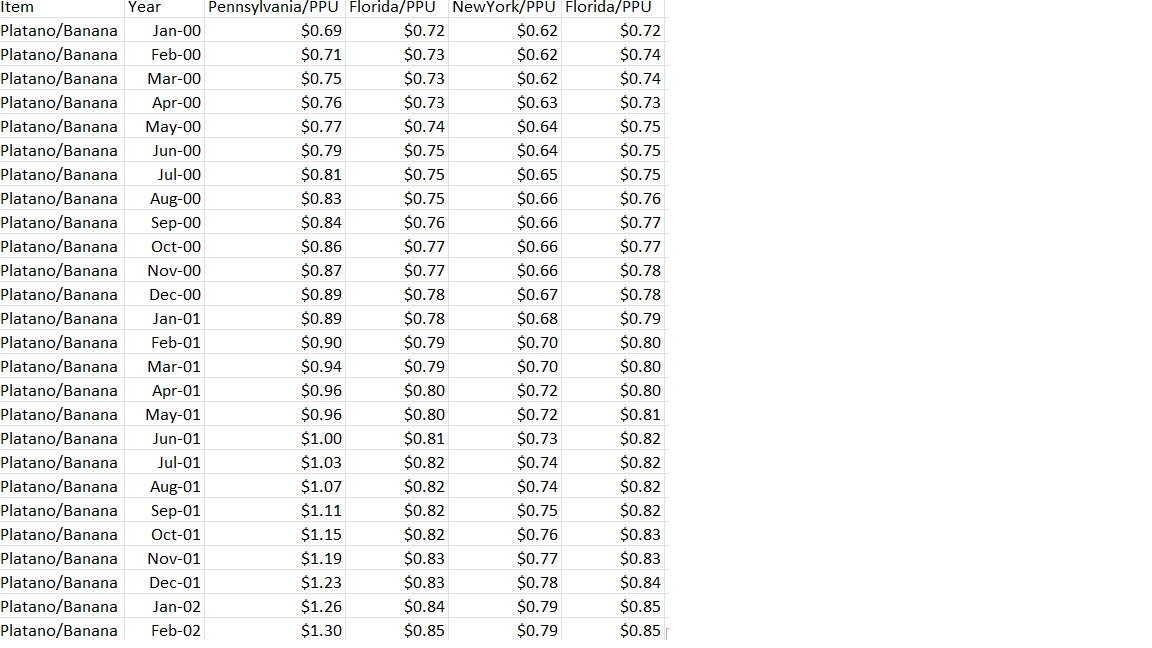 Item Year Pennsylvania/PPU Florida/PPU NewYork/PPU Florida/PPU
Platano/Banana Jan-00 $0.69 $0.72 $0.62 $0.72
Platano/Banana Feb-00 $0.71 $0.73 $0.62 $0.74
Platano/Banana Mar-00 $0.75 $0.73 $0.62 $0.74
Platano/Banana Apr-00 $0.76 $0.73 $0.63 $0.73
Platano/Banana May-00 $0.77 $0.74 $0.64 $0.75
Platano/Banana Jun-00 $0.79 $0.75 $0.64 $0.75
Platano/Banana Jul-00 $0.81 $0.75 $0.65 $0.75
Platano/Banana Aug-00 $0.83 $0.75 $0.66 $0.76
Platano/Banana Sep-00 $0.84 $0.76 $0.66 $0.77
Platano/Banana Oct-00 $0.86 $0.77 $0.66 $0.77
Platano/Banana Nov-00 $0.87 $0.77 $0.66 $0.78
Platano/Banana Dec-00 $0.89 $0.78 $0.67 $0.78
Platano/Banana Jan-01 $0.89 $0.78 $0.68 $0.79
Platano/Banana Feb-01 $0.90 $0.79 $0.70 $0.80
Platano/Banana Mar-01 $0.94 $0.79 $0.70 $0.80
Platano/Banana Apr-01 $0.96 $0.80 $0.72 $0.80
Platano/Banana May-01 $0.96 $0.80 $0.72 $0.81
Platano/Banana Jun-01 $1.00 $0.81 $0.73 $0.82
Platano/Banana Jul-01 $1.03 $0.82 $0.74 $0.82
Platano/Banana Aug-01 $1.07 $0.82 $0.74 $0.82
Platano/Banana Sep-01 $1.11 $0.82 $0.75 $0.82
Platano/Banana Oct-01 $1.15 $0.82 $0.76 $0.83
Platano/Banana Nov-01 $1.19 $0.83 $0.77 $0.83
Platano/Banana Dec-01 $1.23 $0.83 $0.78 $0.84
Platano/Banana Jan-02 $1.26 $0.84 $0.79 $0.85
Platano/Banana Feb-02 $1.30 $0.85 $0.79 $0.85